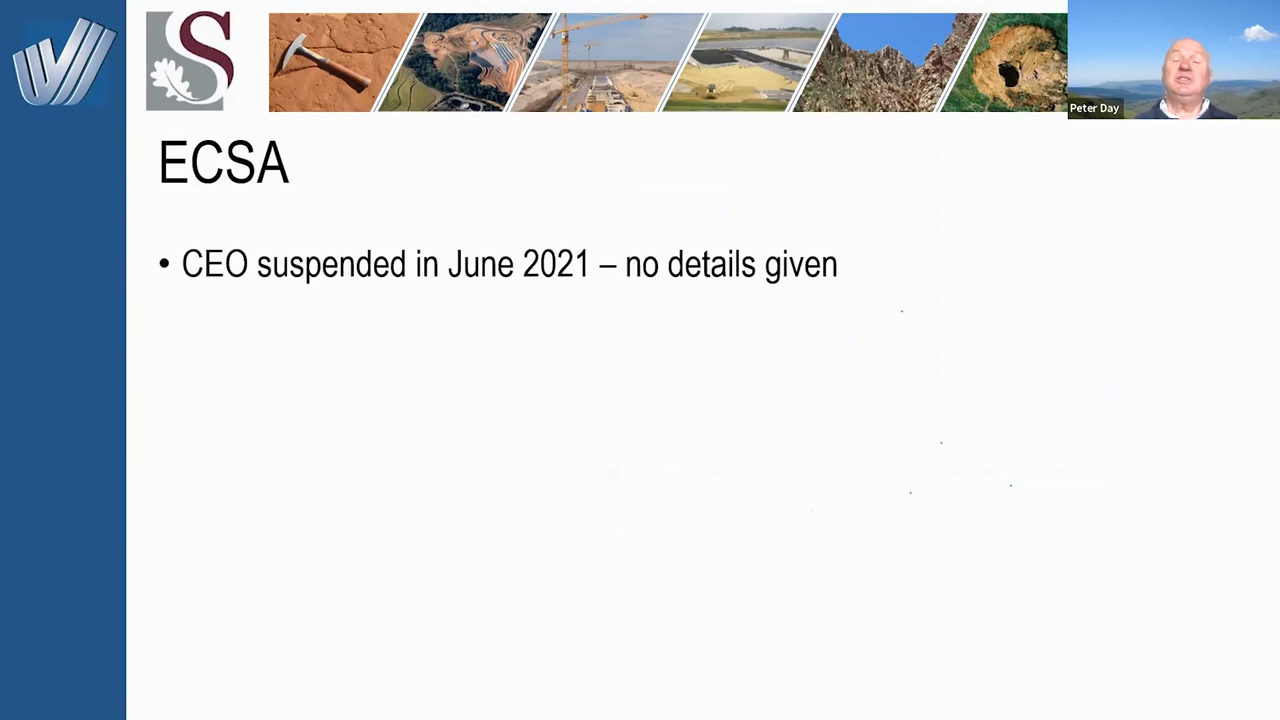 S
Peter Day
ECSA
• CEO suspended in June 2021 – no details given